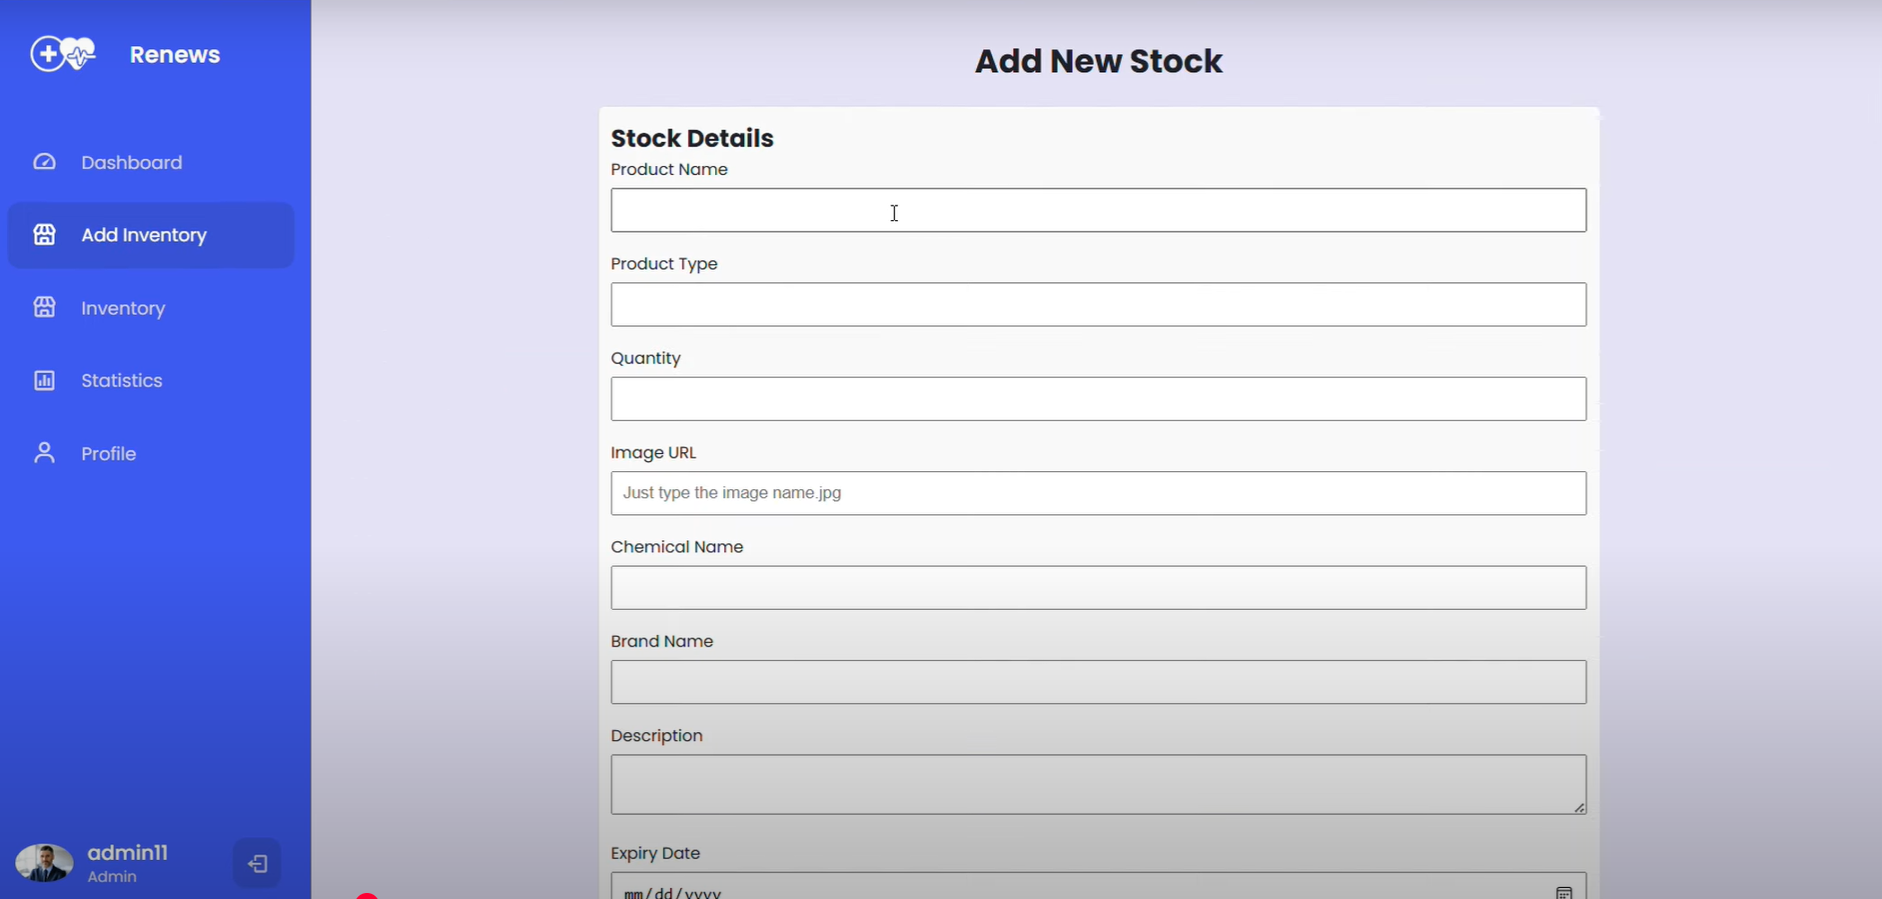 Renews
Dashboard
Add Inventory
Inventory
Statistics
Profile
admin11
Admin
Add New Stock
Stock Details
Product Name
Product Type
Quantity
Image URL
Just type the image name.jpg
Chemical Name
Brand Name
Description
Expiry Date
mm/dd/yyyy